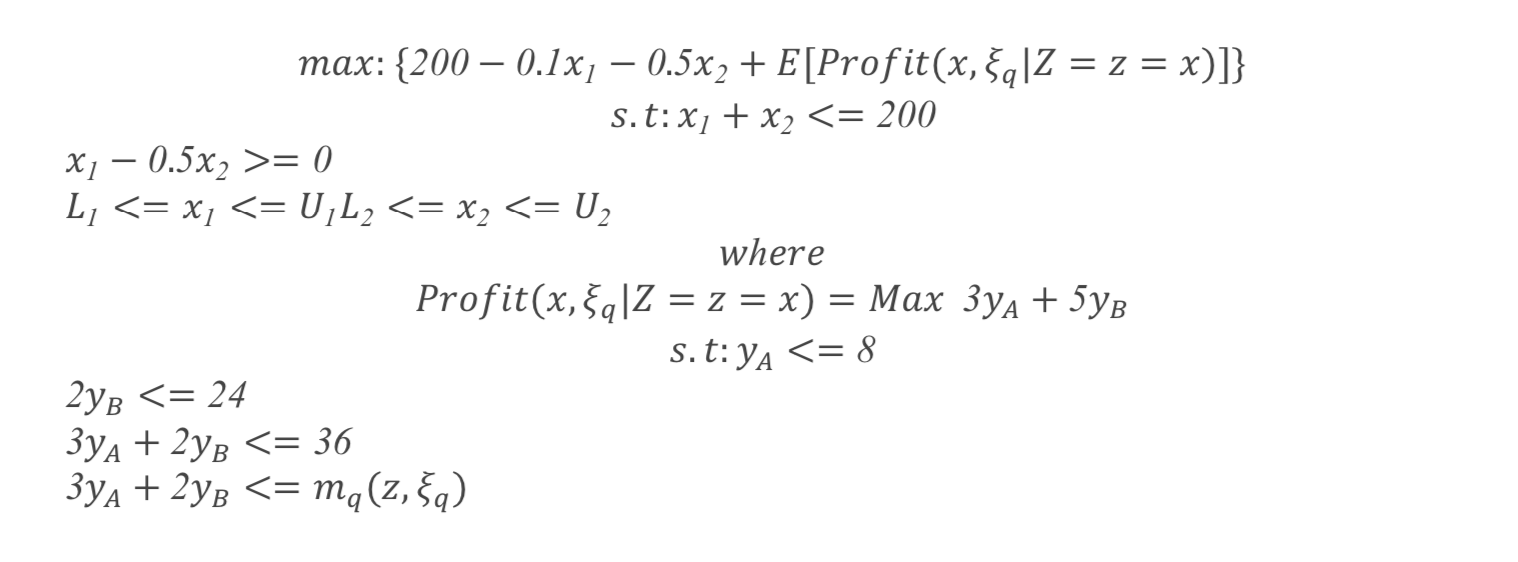 max: {200 − 0.1x₁ − 0.5x₂ + E[Profit(x, ξ_q|Z = z = x)]}
s.t: x₁ + x₂ <= 200
x₁ − 0.5x₂ >= 0
L₁ <= x₁ <= U₁L₂ <= x₂ <= U₂
where
Profit(x, ξ_q|Z = z = x) = Max 3y_A + 5y_B
s.t: y_A <= 8
2y_B <= 24
3y_A + 2y_B <= 36
3y_A + 2y_B <= m_q(z, ξ_q)